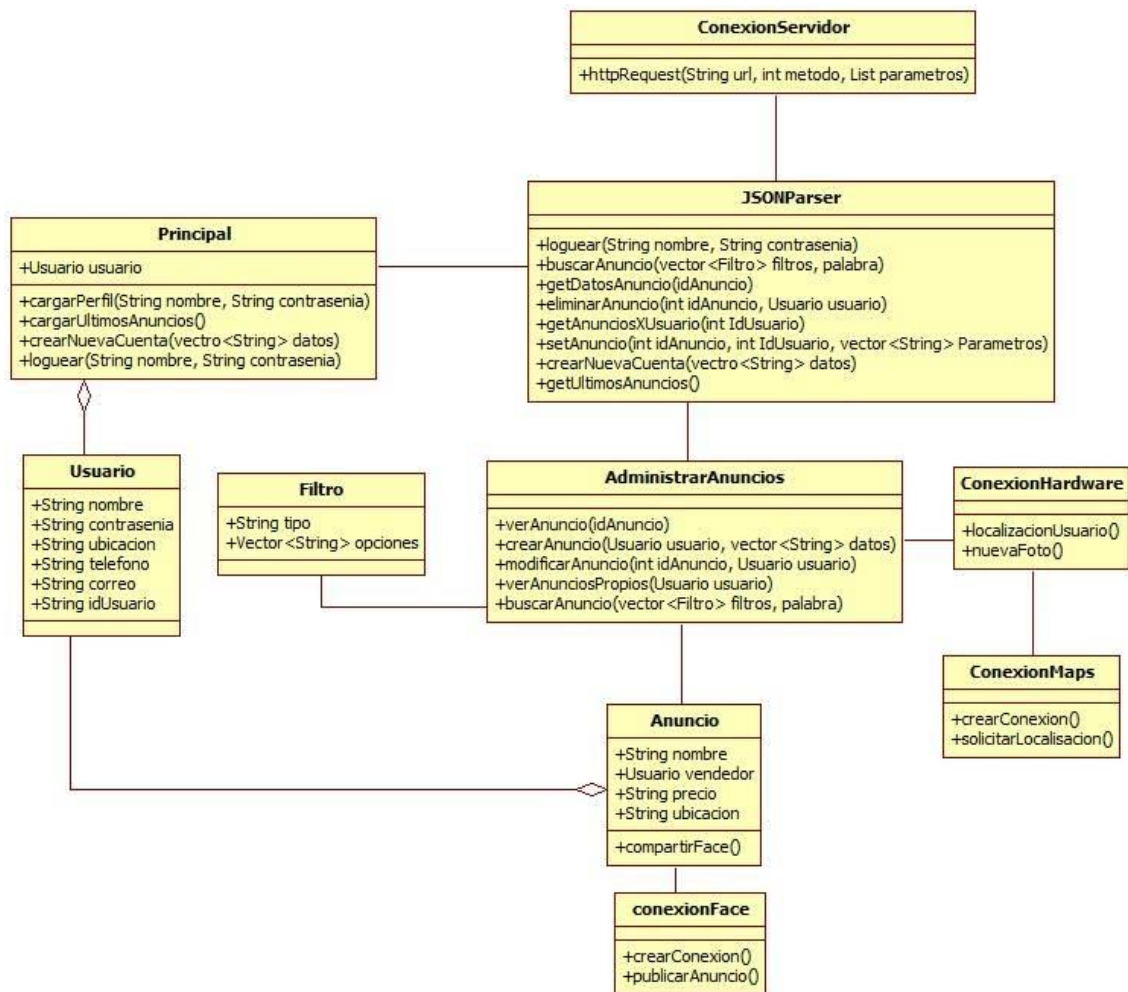 ConexionServidor
+httpRequest(String url, int metodo, List parametros)
JSONParser
+loguear(String nombre, String contrasenia)
+buscarAnuncio(vector<Filtro> filtros, palabra)
+getDatosAnuncio(idAnuncio)
+eliminarAnuncio(int idAnuncio, Usuario usuario)
+getAnunciosXUsuario(int IdUsuario)
+setAnuncio(int idAnuncio, int IdUsuario, vector<String> Parametros)
+crearNuevaCuenta(vectro<String> datos)
+getUltimosAnuncios()
Principal
+Usuario usuario
+cargarPerfil(String nombre, String contrasenia)
+cargarUltimosAnuncios()
+crearNuevaCuenta(vectro<String> datos)
+loguear(String nombre, String contrasenia)
Usuario
+String nombre
+String contrasenia
+String ubicacion
+String telefono
+String correo
+String idUsuario
Filtro
+String tipo
+Vector<String> opciones
AdministrarAnuncios
+verAnuncio(idAnuncio)
+crearAnuncio(Usuario usuario, vector<String> datos)
+modificarAnuncio(int idAnuncio, Usuario usuario)
+verAnunciosPropios(Usuario usuario)
+buscarAnuncio(vector<Filtro> filtros, palabra)
ConexionHardware
+localizacionUsuario()
+nuevaFoto()
ConexionMaps
+crearConexion()
+solicitarLocalisacion()
Anuncio
+String nombre
+Usuario vendedor
+String precio
+String ubicacion
+compartirFace()
conexionFace
+crearConexion()
+publicarAnuncio()